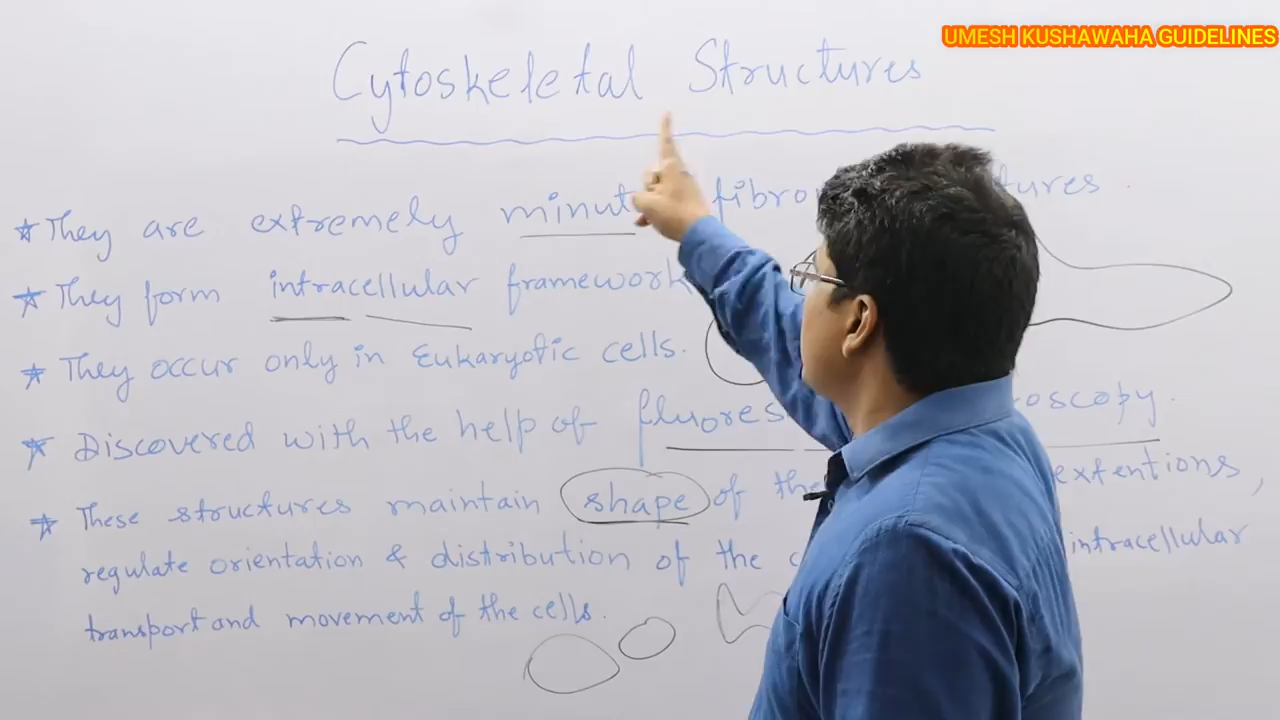 UMESH KUSHAWAHA GUIDELINES
Cytoskeletal Structures
* They are extremely minut fibro tures.
* They form intracellular framework
* They occur only in Eukaryotic cells.
* Discovered with the help of fluores oscopy.
* These structures maintain shape of the extentions,
regulate orientation & distribution of the c intracellular
transport and movement of the cells.